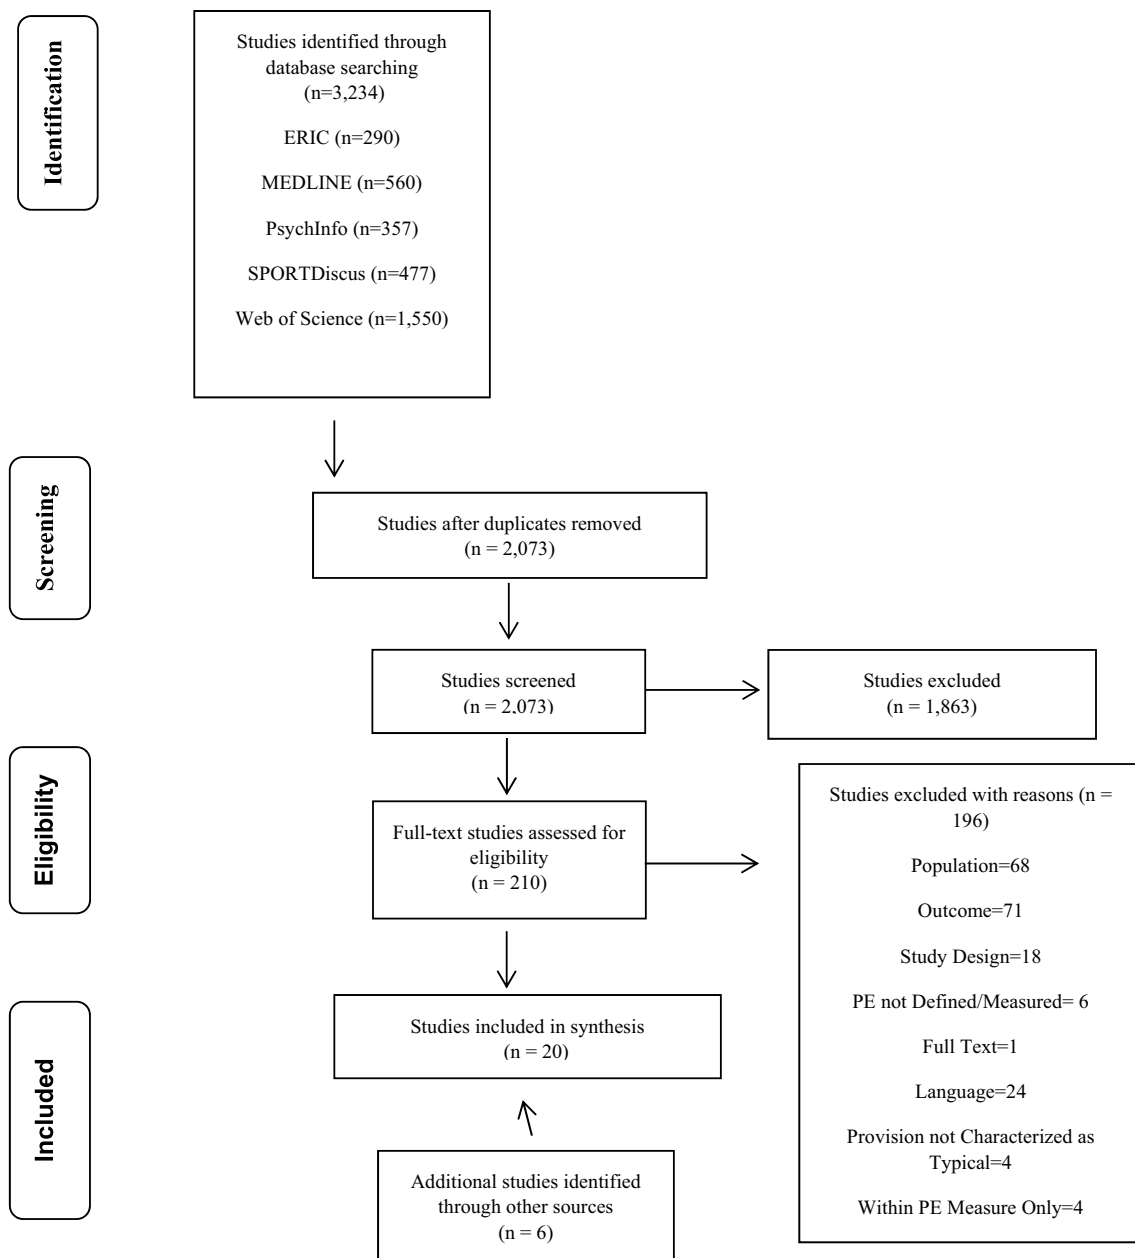 Identification
Studies identified through
database searching
(n=3,234)
ERIC (n=290)
MEDLINE (n=560)
PsychInfo (n=357)
SPORTDiscus (n=477)
Web of Science (n=1,550)
Screening
Studies after duplicates removed
(n = 2,073)
Studies screened
(n = 2,073)
Studies excluded
(n = 1,863)
Eligibility
Full-text studies assessed for
eligibility
(n = 210)
Studies excluded with reasons (n =
196)
Population=68
Outcome=71
Study Design=18
PE not Defined/Measured= 6
Full Text=1
Language=24
Provision not Characterized as
Typical=4
Within PE Measure Only=4
Included
Studies included in synthesis
(n = 20)
Additional studies identified
through other sources
(n = 6)